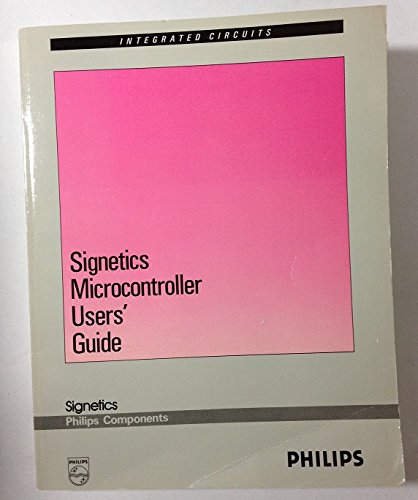 INTEGRATED CIRCUITS
Signetics
Microcontroller
Users'
Guide
Signetics
Philips Components
PHILIPS
PHILIPS